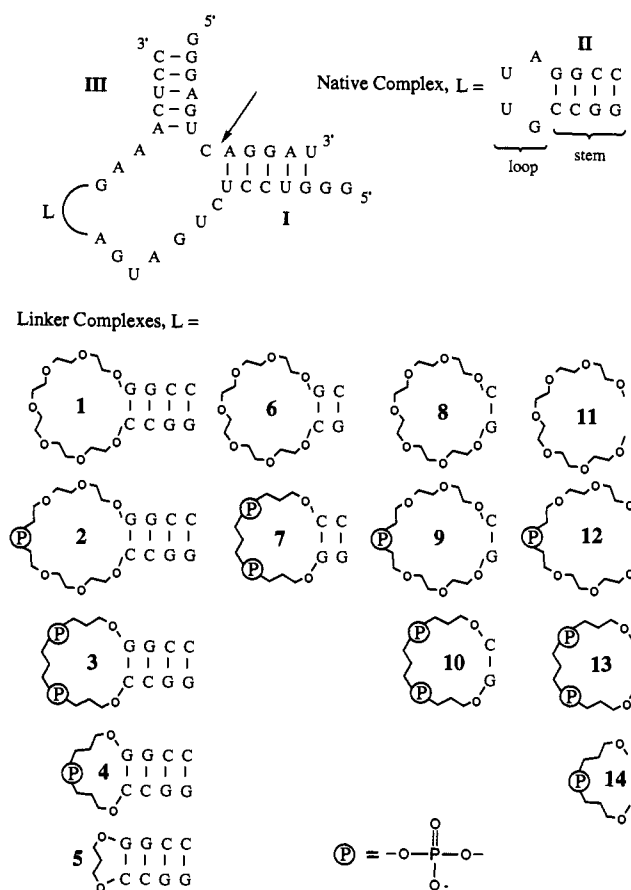 5'
3' G
C – G
III C – G
U – A
C – G
A – U
A C A G G A U 3'
A | | | | |
G U C C U G G G 5'
L C I
A U
G A G
U
II
A G G C C
U | | | |
Native Complex, L =
U C C G G
G
loop stem
Linker Complexes, L =
1 G G C C
C C G G
6 G C
C G
8 C
G
11
P 2 G G C C
C C G G
P 7 C C
P G G
P 9 C
G
P 12
P 3 G G C C
P C C G G
P 10 C
P G
P 13
P
P 4 G G C C
C C G G
P 14
5 O G G C C
O C C G G
P = –O–P–O–
O
O-